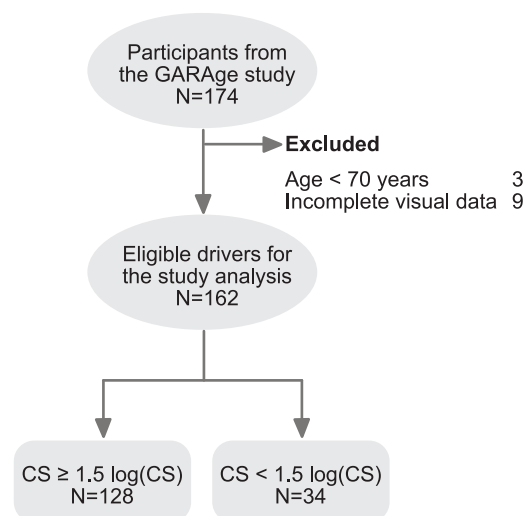 Participants from
the GARAge study
N=174
Excluded
Age < 70 years 3
Incomplete visual data 9
Eligible drivers for
the study analysis
N=162
CS ≥ 1.5 log(CS)
N=128
CS < 1.5 log(CS)
N=34